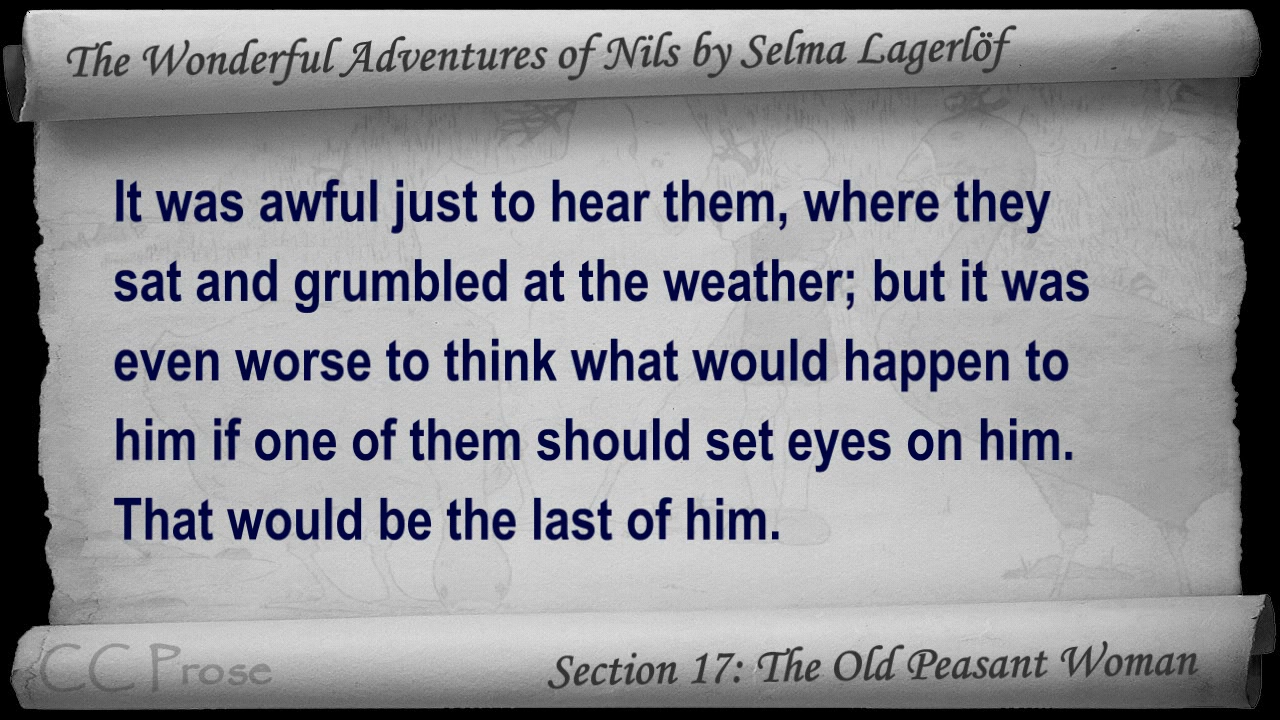 The Wonderful Adventures of Nils by Selma Lagerlöf
It was awful just to hear them, where they
sat and grumbled at the weather; but it was
even worse to think what would happen to
him if one of them should set eyes on him.
That would be the last of him.
CC Prose
Section 17: The Old Peasant Woman